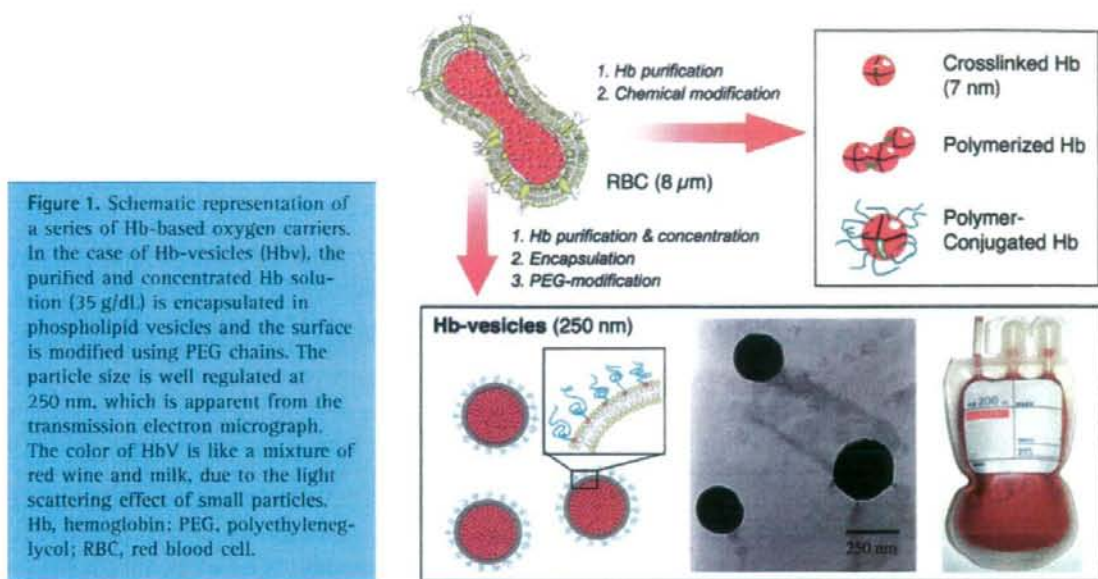 Figure 1. Schematic representation of
a series of Hb-based oxygen carriers.
In the case of Hb-vesicles (Hbv), the
purified and concentrated Hb solu-
tion (35 g/dl.) is encapsulated in
phospholipid vesicles and the surface
is modified using PEG chains. The
particle size is well regulated at
250 nm, which is apparent from the
transmission electron micrograph.
The color of HbV is like a mixture of
red wine and milk, due to the light
scattering effect of small particles.
Hb, hemoglobin; PEG, polyethyleneg-
lycol; RBC, red blood cell.
1. Hb purification
2. Chemical modification
RBC (8 µm)
Crosslinked Hb
(7 nm)
Polymerized Hb
Polymer-
Conjugated Hb
1. Hb purification & concentration
2. Encapsulation
3. PEG-modification
Hb-vesicles (250 nm)
250 nm
200